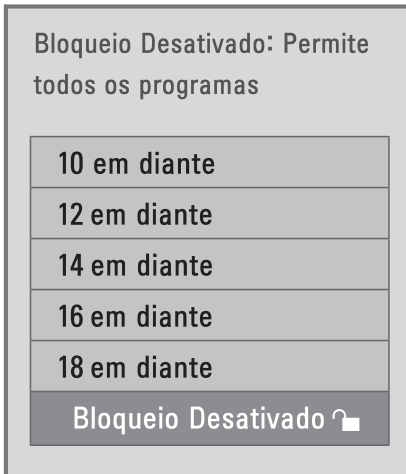 Bloqueio Desativado: Permite
todos os programas
10 em diante
12 em diante
14 em diante
16 em diante
18 em diante
Bloqueio Desativado